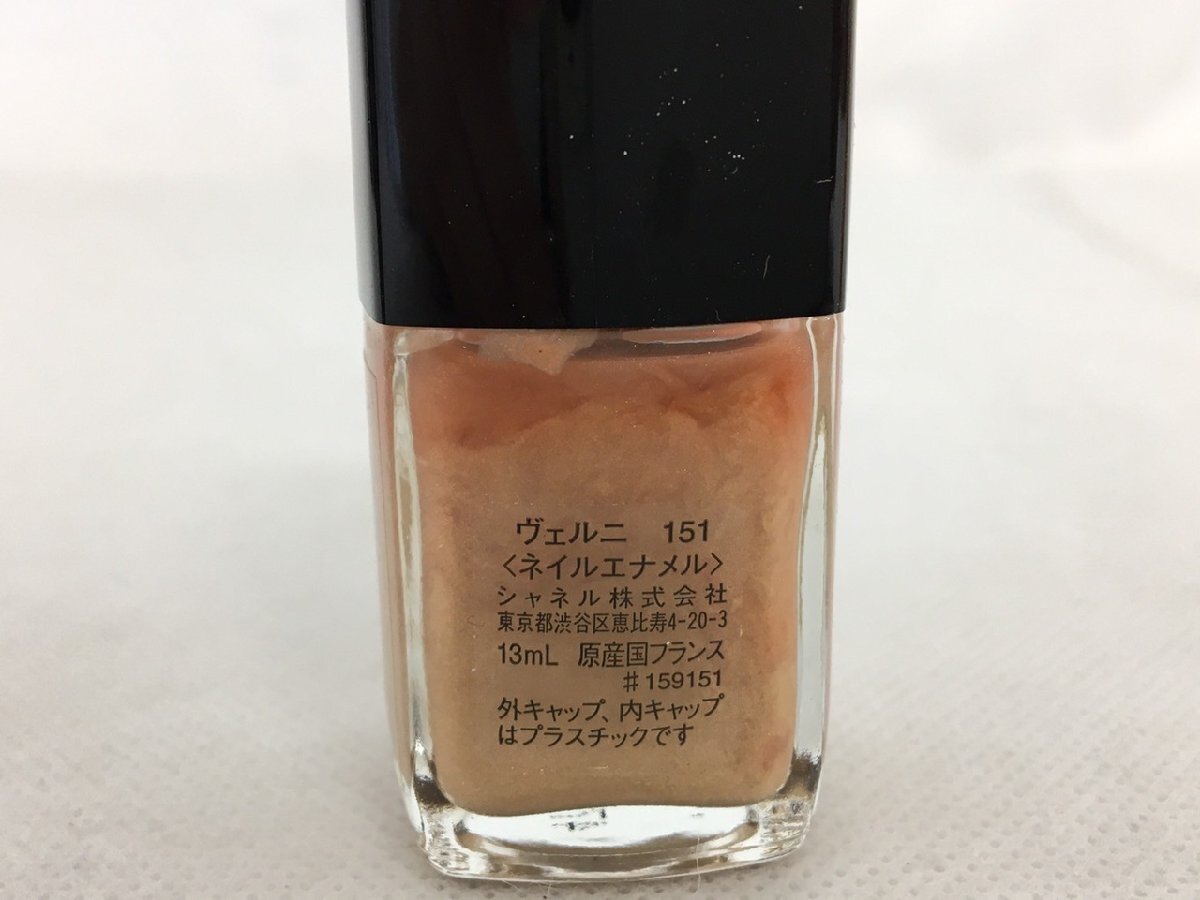 ヴェルニ 151
<ネイルエナメル>
シャネル株式会社
東京都渋谷区恵比寿4-20-3
13mL 原産国フランス
#159151
外キャップ、内キャップ
はプラスチックです